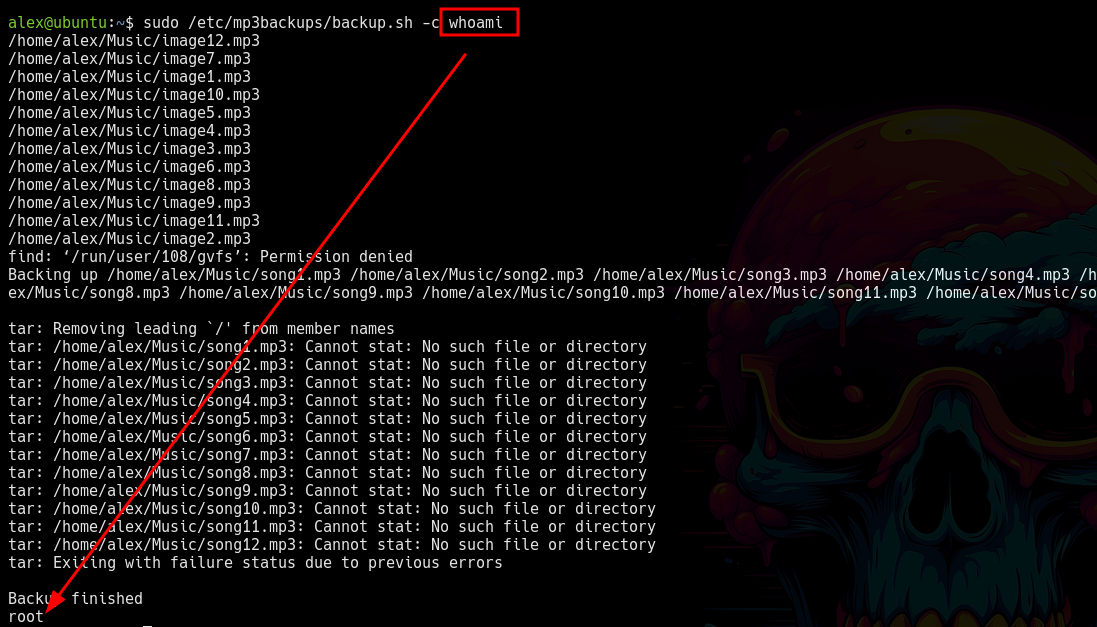 alex@ubuntu:~$ sudo /etc/mp3backups/backup.sh -c whoami
/home/alex/Music/image12.mp3
/home/alex/Music/image7.mp3
/home/alex/Music/image1.mp3
/home/alex/Music/image10.mp3
/home/alex/Music/image5.mp3
/home/alex/Music/image4.mp3
/home/alex/Music/image3.mp3
/home/alex/Music/image6.mp3
/home/alex/Music/image8.mp3
/home/alex/Music/image9.mp3
/home/alex/Music/image11.mp3
/home/alex/Music/image2.mp3
find: ‘/run/user/108/gvfs’: Permission denied
Backing up /home/alex/Music/song1.mp3 /home/alex/Music/song2.mp3 /home/alex/Music/song3.mp3 /home/alex/Music/song4.mp3 /h
ex/Music/song8.mp3 /home/alex/Music/song9.mp3 /home/alex/Music/song10.mp3 /home/alex/Music/song11.mp3 /home/alex/Music/so
tar: Removing leading `/' from member names
tar: /home/alex/Music/song1.mp3: Cannot stat: No such file or directory
tar: /home/alex/Music/song2.mp3: Cannot stat: No such file or directory
tar: /home/alex/Music/song3.mp3: Cannot stat: No such file or directory
tar: /home/alex/Music/song4.mp3: Cannot stat: No such file or directory
tar: /home/alex/Music/song5.mp3: Cannot stat: No such file or directory
tar: /home/alex/Music/song6.mp3: Cannot stat: No such file or directory
tar: /home/alex/Music/song7.mp3: Cannot stat: No such file or directory
tar: /home/alex/Music/song8.mp3: Cannot stat: No such file or directory
tar: /home/alex/Music/song9.mp3: Cannot stat: No such file or directory
tar: /home/alex/Music/song10.mp3: Cannot stat: No such file or directory
tar: /home/alex/Music/song11.mp3: Cannot stat: No such file or directory
tar: /home/alex/Music/song12.mp3: Cannot stat: No such file or directory
tar: Exiting with failure status due to previous errors
Backup finished
root